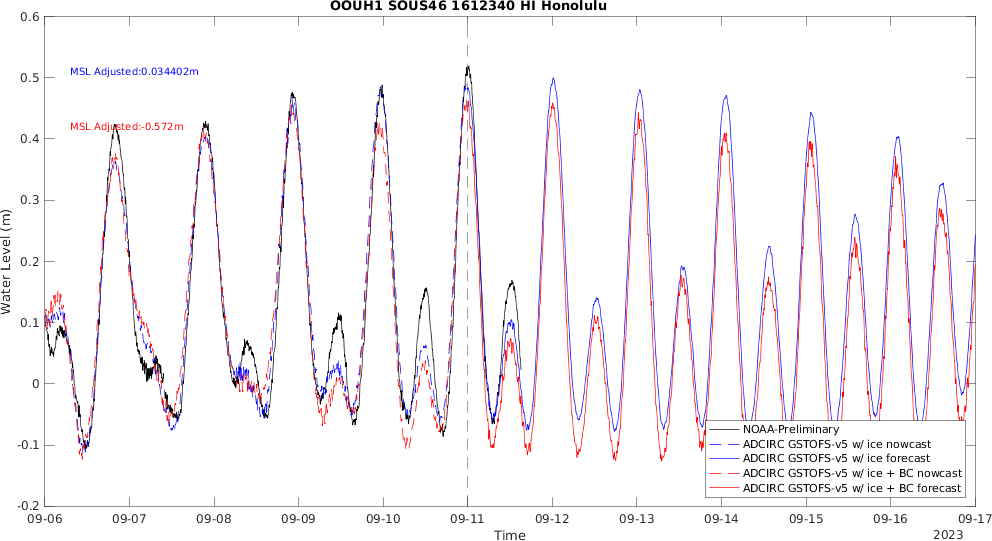 OOUH1 SOUS46 1612340 HI Honolulu
0.6
0.5
0.4
0.3
0.2
0.1
0
-0.1
-0.2
Water Level (m)
MSL Adjusted:0.034402m
MSL Adjusted:-0.572m
NOAA-Preliminary
ADCIRC GSTOFS-v5 w/ ice nowcast
ADCIRC GSTOFS-v5 w/ ice forecast
ADCIRC GSTOFS-v5 w/ ice + BC nowcast
ADCIRC GSTOFS-v5 w/ ice + BC forecast
09-06 09-07 09-08 09-09 09-10 09-11 09-12 09-13 09-14 09-15 09-16 09-17
Time
2023